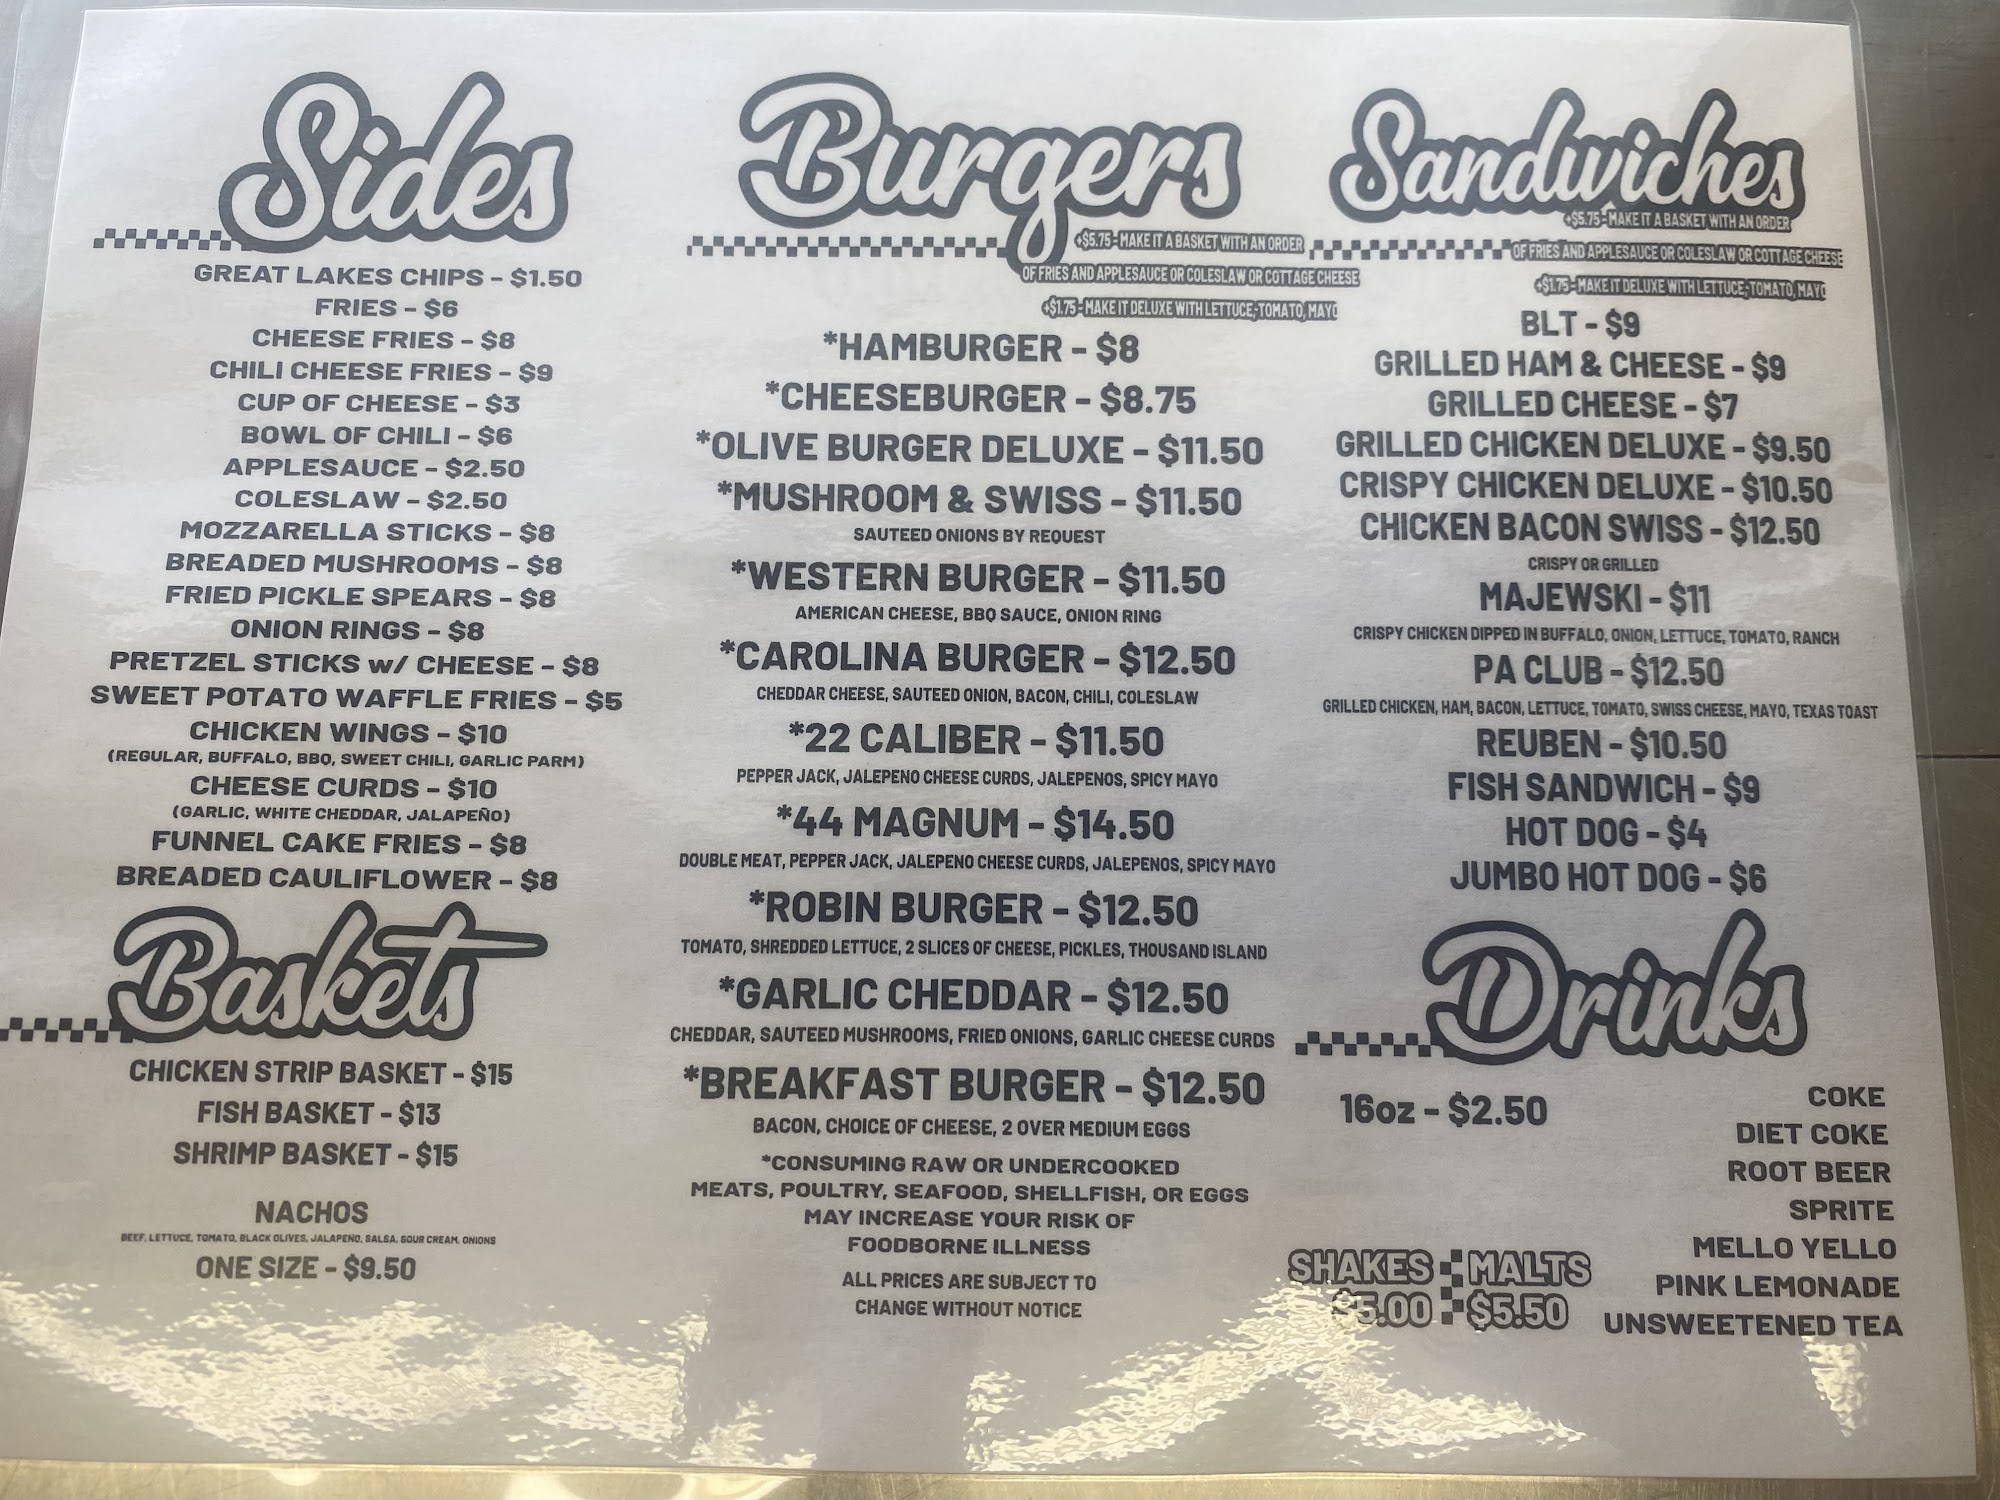 Sides
GREAT LAKES CHIPS - $1.50
FRIES - $6
CHEESE FRIES - $8
CHILI CHEESE FRIES - $9
CUP OF CHEESE - $3
BOWL OF CHILI - $6
APPLESAUCE - $2.50
COLESLAW - $2.50
MOZZARELLA STICKS - $8
BREADED MUSHROOMS - $8
FRIED PICKLE SPEARS - $8
ONION RINGS - $8
PRETZEL STICKS w/ CHEESE - $8
SWEET POTATO WAFFLE FRIES - $5
CHICKEN WINGS - $10
(REGULAR, BUFFALO, BBQ, SWEET CHILI, GARLIC PARM)
CHEESE CURDS - $10
(GARLIC, WHITE CHEDDAR, JALAPEÑO)
FUNNEL CAKE FRIES - $8
BREADED CAULIFLOWER - $8
Baskets
CHICKEN STRIP BASKET - $15
FISH BASKET - $13
SHRIMP BASKET - $15
NACHOS
BEEF, LETTUCE, TOMATO, BLACK OLIVES, JALAPENO, SALSA, SOUR CREAM, ONIONS
ONE SIZE - $9.50
Burgers
+$5.75 - MAKE IT A BASKET WITH AN ORDER
OF FRIES AND APPLESAUCE OR COLESLAW OR COTTAGE CHEESE
+$1.75 - MAKE IT DELUXE WITH LETTUCE, TOMATO, MAYO
*HAMBURGER - $8
*CHEESEBURGER - $8.75
*OLIVE BURGER DELUXE - $11.50
*MUSHROOM & SWISS - $11.50
SAUTEED ONIONS BY REQUEST
*WESTERN BURGER - $11.50
AMERICAN CHEESE, BBQ SAUCE, ONION RING
*CAROLINA BURGER - $12.50
CHEDDAR CHEESE, SAUTEED ONION, BACON, CHILI, COLESLAW
*22 CALIBER - $11.50
PEPPER JACK, JALEPENO CHEESE CURDS, JALEPENOS, SPICY MAYO
*44 MAGNUM - $14.50
DOUBLE MEAT, PEPPER JACK, JALEPENO CHEESE CURDS, JALEPENOS, SPICY MAYO
*ROBIN BURGER - $12.50
TOMATO, SHREDDED LETTUCE, 2 SLICES OF CHEESE, PICKLES, THOUSAND ISLAND
*GARLIC CHEDDAR - $12.50
CHEDDAR, SAUTEED MUSHROOMS, FRIED ONIONS, GARLIC CHEESE CURDS
*BREAKFAST BURGER - $12.50
BACON, CHOICE OF CHEESE, 2 OVER MEDIUM EGGS
*CONSUMING RAW OR UNDERCOOKED
MEATS, POULTRY, SEAFOOD, SHELLFISH, OR EGGS
MAY INCREASE YOUR RISK OF
FOODBORNE ILLNESS
ALL PRICES ARE SUBJECT TO
CHANGE WITHOUT NOTICE
Sandwiches
+$5.75 - MAKE IT A BASKET WITH AN ORDER
OF FRIES AND APPLESAUCE OR COLESLAW OR COTTAGE CHEESE
+$1.75 - MAKE IT DELUXE WITH LETTUCE, TOMATO, MAYO
BLT - $9
GRILLED HAM & CHEESE - $9
GRILLED CHEESE - $7
GRILLED CHICKEN DELUXE - $9.50
CRISPY CHICKEN DELUXE - $10.50
CHICKEN BACON SWISS - $12.50
CRISPY OR GRILLED
MAJEWSKI - $11
CRISPY CHICKEN DIPPED IN BUFFALO, ONION, LETTUCE, TOMATO, RANCH
PA CLUB - $12.50
GRILLED CHICKEN, HAM, BACON, LETTUCE, TOMATO, SWISS CHEESE, MAYO, TEXAS TOAST
REUBEN - $10.50
FISH SANDWICH - $9
HOT DOG - $4
JUMBO HOT DOG - $6
Drinks
16oz - $2.50
COKE
DIET COKE
ROOT BEER
SPRITE
MELLO YELLO
PINK LEMONADE
UNSWEETENED TEA
SHAKES MALTS
$5.00 $5.50